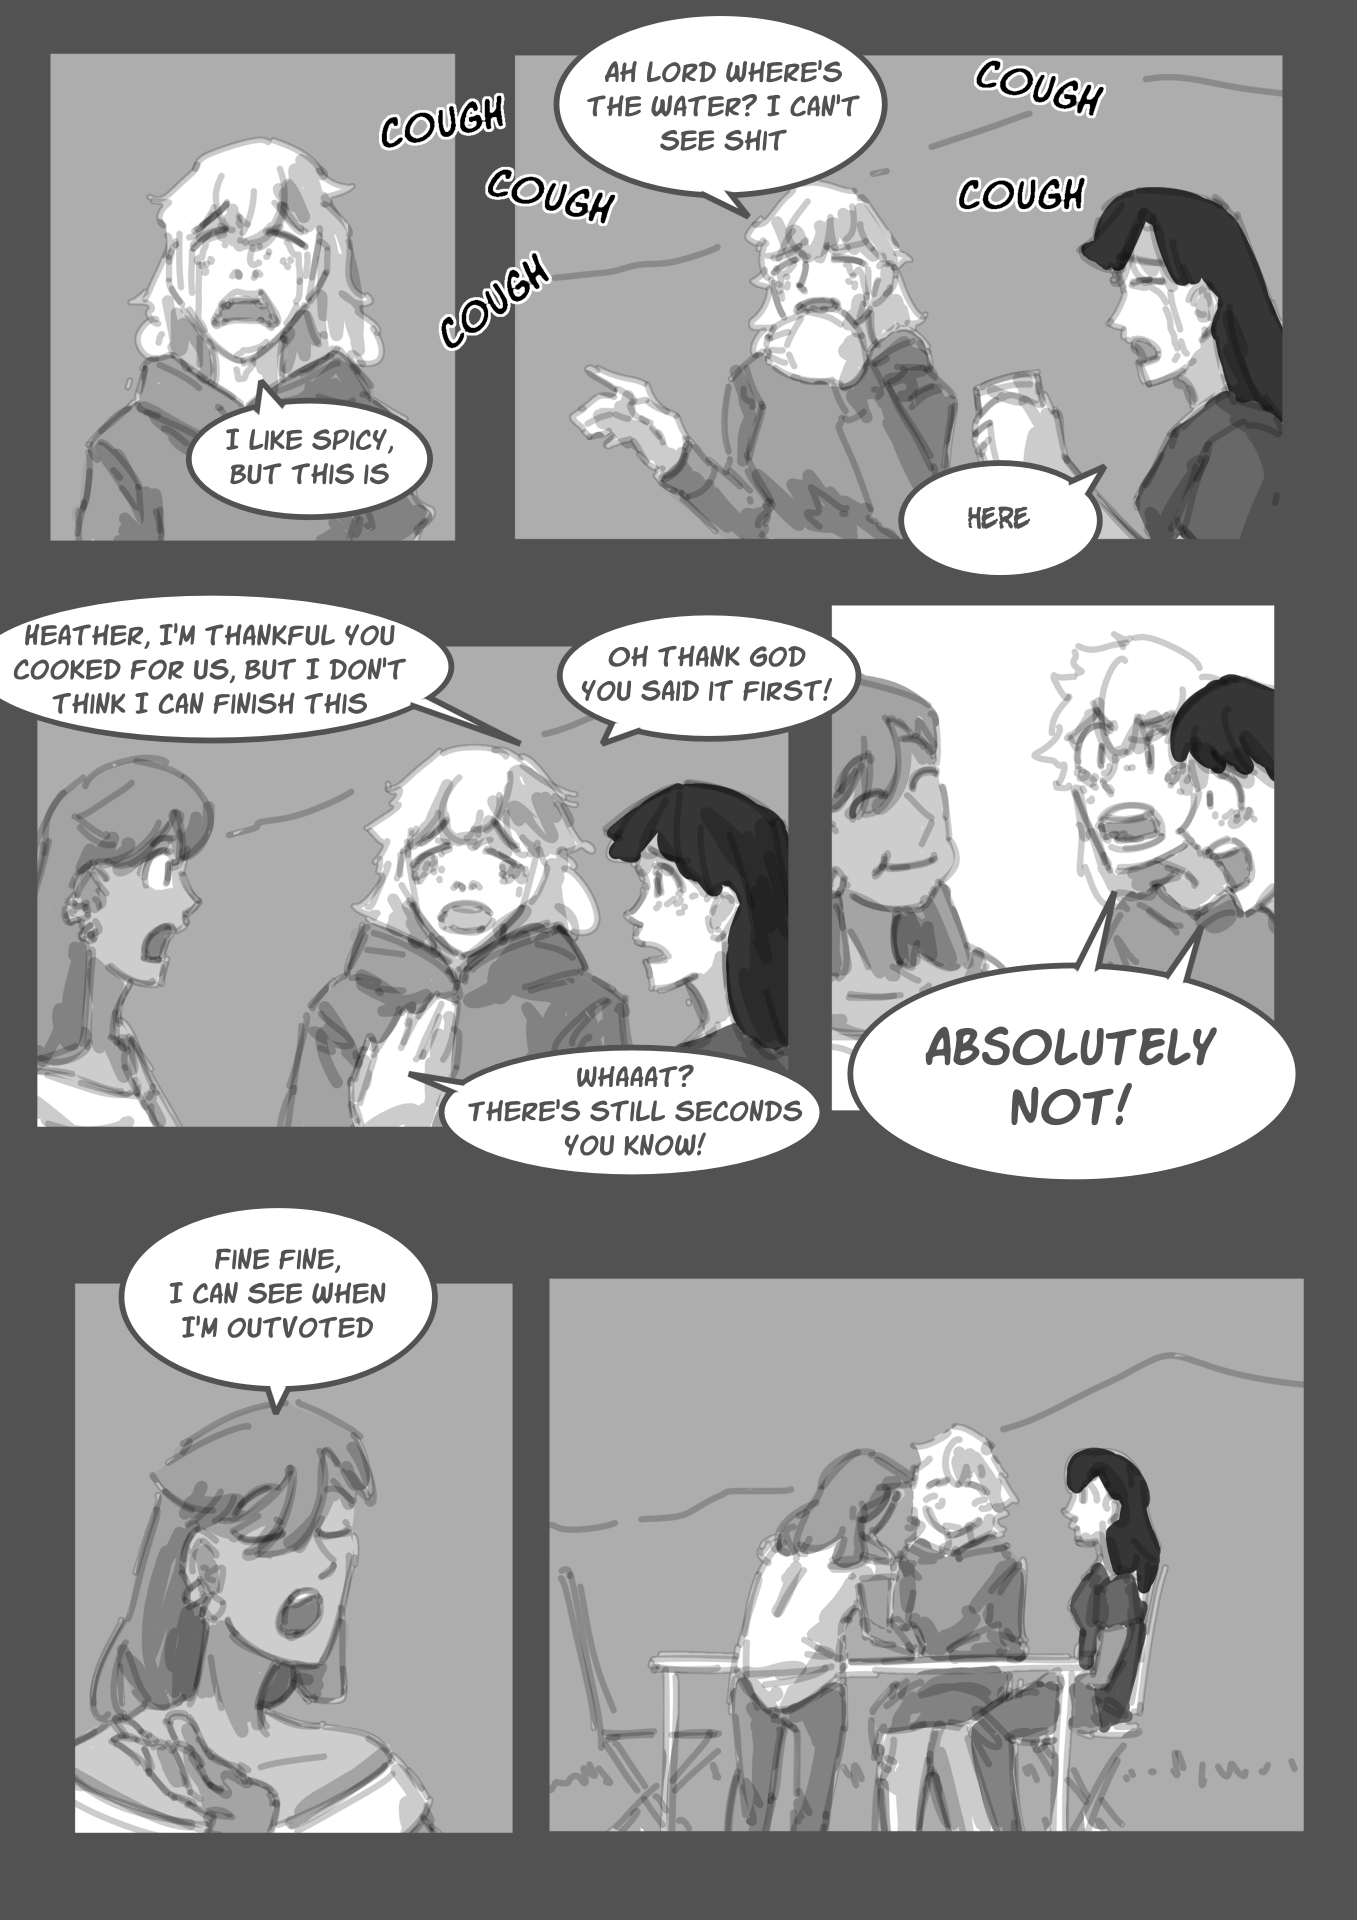 COUGH
COUGH
COUGH
I LIKE SPICY,
BUT THIS IS
AH LORD WHERE'S
THE WATER? I CAN'T
SEE SHIT
COUGH
COUGH
HERE
HEATHER, I'M THANKFUL YOU
COOKED FOR US, BUT I DON'T
THINK I CAN FINISH THIS
OH THANK GOD
YOU SAID IT FIRST!
WHAAAT?
THERE'S STILL SECONDS
YOU KNOW!
ABSOLUTELY
NOT!
FINE FINE,
I CAN SEE WHEN
I'M OUTVOTED